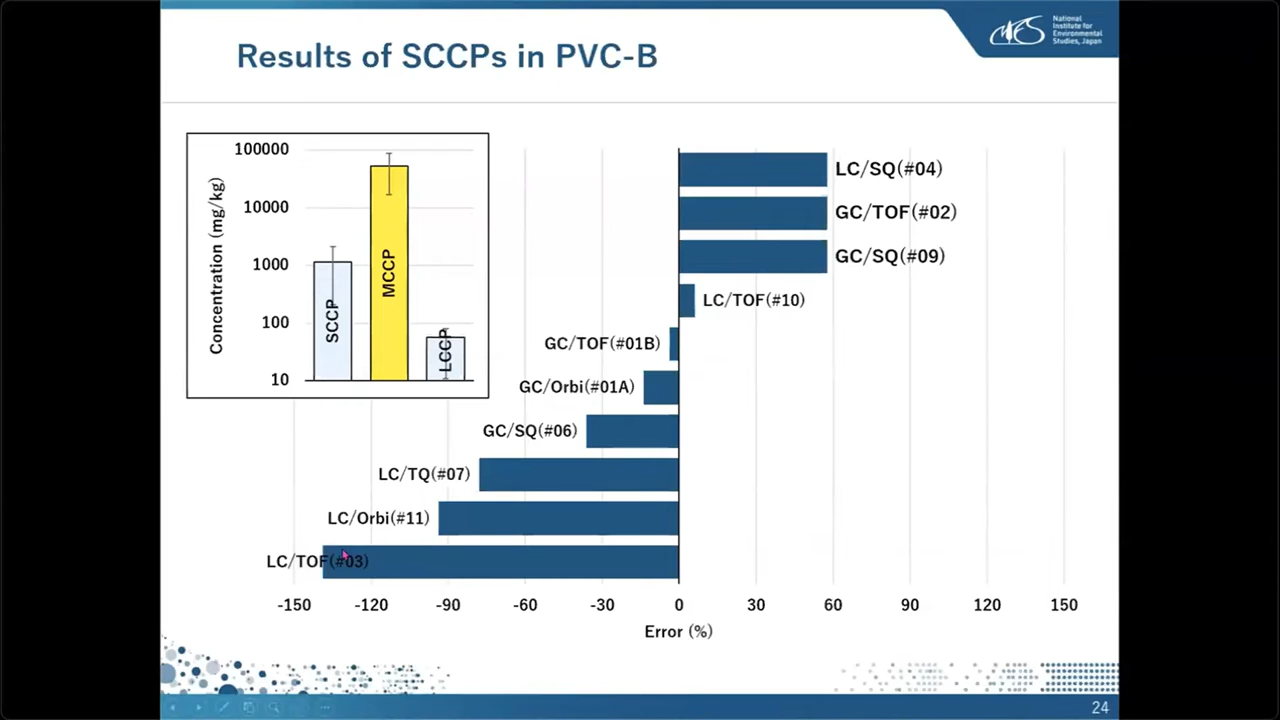 Results of SCCPs in PVC-B
National
Institute for
Environmental
Studies, Japan
NIES
Concentration (mg/kg)
100000
10000
1000
100
10
SCCP
MCCP
LCCP
LC/SQ(#04)
GC/TOF(#02)
GC/SQ(#09)
LC/TOF(#10)
GC/TOF(#01B)
GC/Orbi(#01A)
GC/SQ(#06)
LC/TQ(#07)
LC/Orbi(#11)
LC/TOF(#03)
-150 -120 -90 -60 -30 0 30 60 90 120 150
Error (%)
24